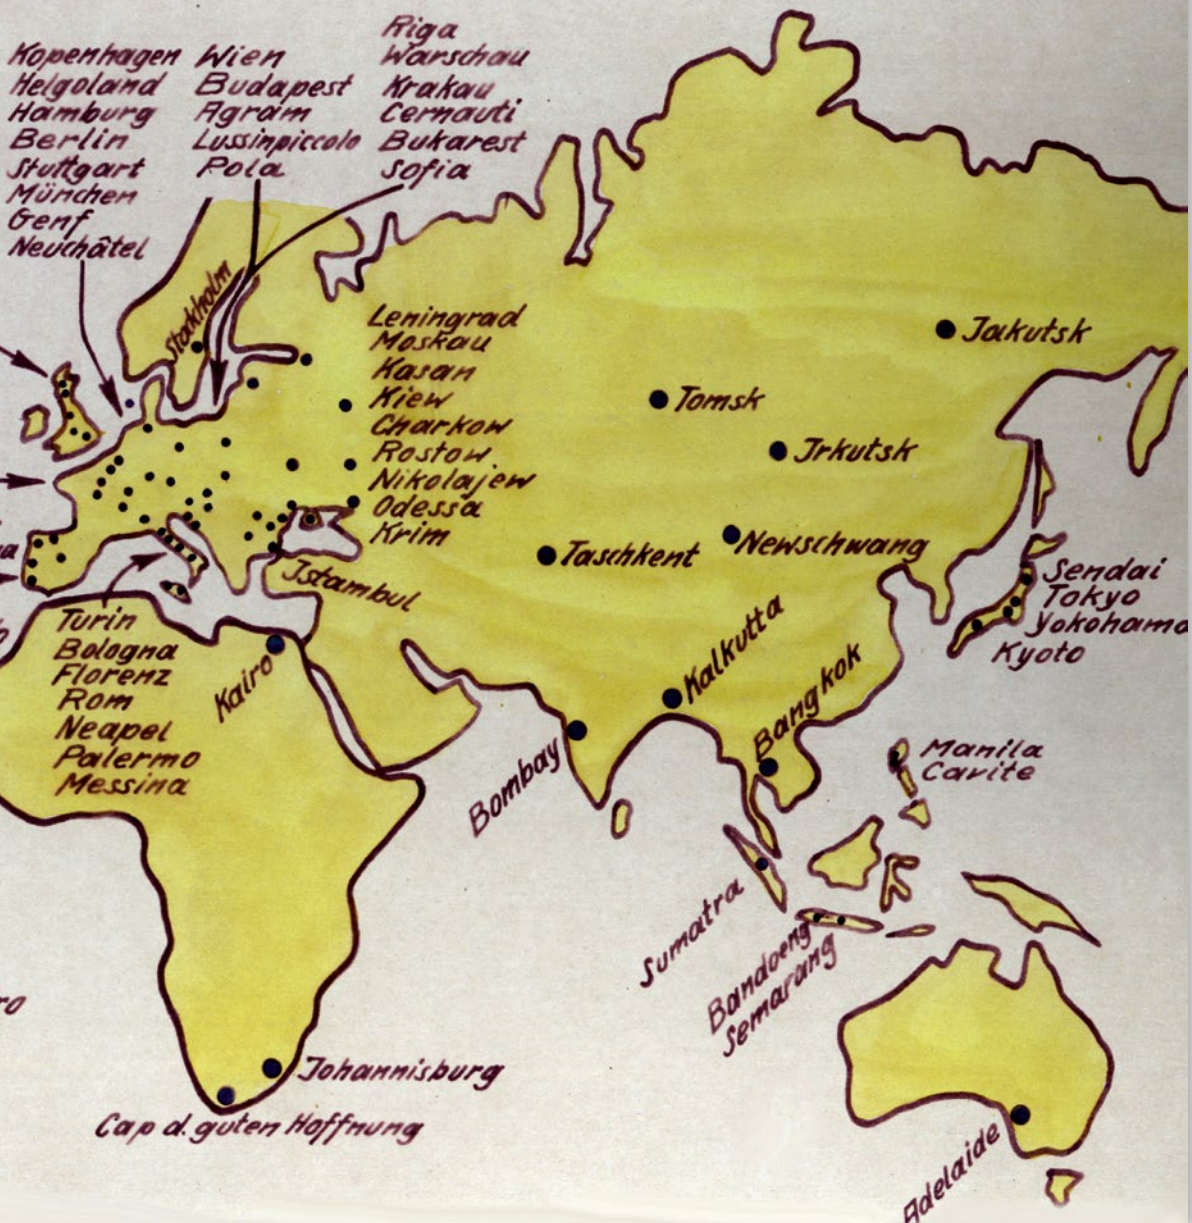 Kopenhagen
Helgoland
Hamburg
Berlin
Stuttgart
München
Genf
Neuchâtel
Wien
Budapest
Agram
Lussinpiccolo
Pola
Riga
Warschau
Krakau
Cernauti
Bukarest
Sofia
Stockholm
Leningrad
Moskau
Kasan
Kiew
Charkow
Rostow
Nikolajew
Odessa
Krim
Jakutsk
Tomsk
Jrkutsk
Taschkent
Newschwang
Jstambul
Sendai
Tokyo
Yokohama
Kyoto
Turin
Bologna
Florenz
Rom
Neapel
Palermo
Messina
Kairo
Kalkutta
Bangkok
Bombay
Manila
Cavite
Sumatra
Bandoeng
Semarang
Johannisburg
Cap d. guten Hoffnung
Adelaide